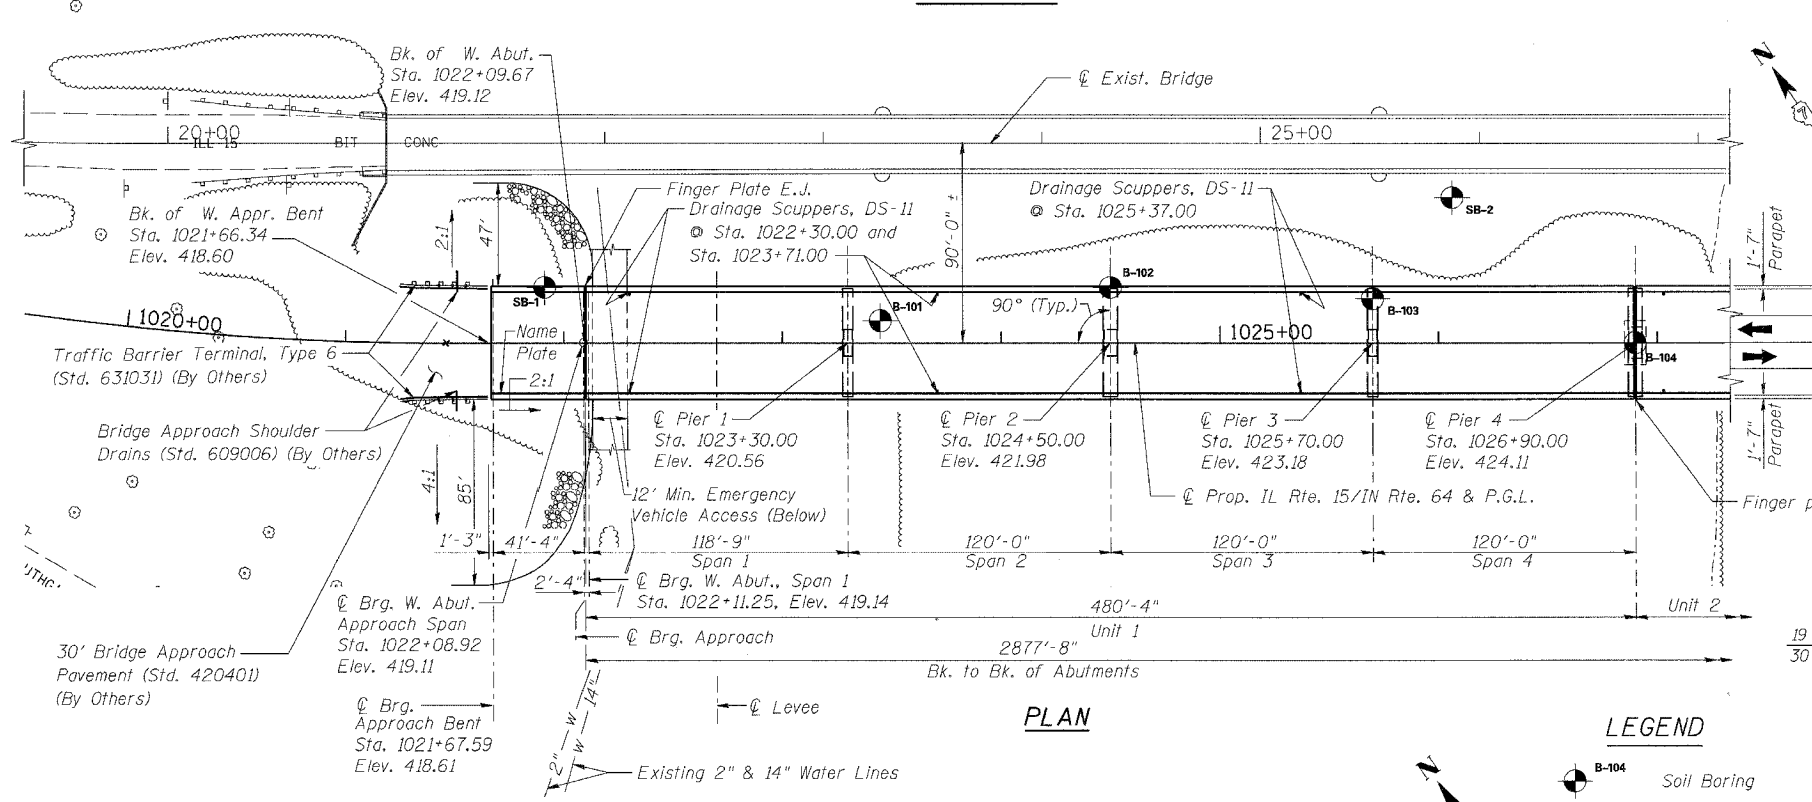 Bk. of W. Abut.
Sta. 1022+09.67
Elev. 419.12
℄ Exist. Bridge
N
20+00
ILL 15
BIT CONC
25+00
Bk. of W. Appr. Bent
Sta. 1021+66.34
Elev. 418.60
2:1
47'
Finger Plate E.J.
Drainage Scuppers, DS-11
@ Sta. 1022+30.00 and
Sta. 1023+71.00
90'-0" ±
Drainage Scuppers, DS-11
@ Sta. 1025+37.00
SB-2
1'-7"
Parapet
SB-1
B-101
B-102
90° (Typ.)
B-103
B-104
1020+00
1025+00
Name
Plate
2:1
Traffic Barrier Terminal, Type 6
(Std. 631031) (By Others)
Bridge Approach Shoulder
Drains (Std. 609006) (By Others)
4:1
85'
℄ Pier 1
Sta. 1023+30.00
Elev. 420.56
℄ Pier 2
Sta. 1024+50.00
Elev. 421.98
℄ Pier 3
Sta. 1025+70.00
Elev. 423.18
℄ Pier 4
Sta. 1026+90.00
Elev. 424.11
1'-7"
Parapet
12' Min. Emergency
Vehicle Access (Below)
℄ Prop. IL Rte. 15/IN Rte. 64 & P.G.L.
Finger p
1'-3"
41'-4"
118'-9"
Span 1
120'-0"
Span 2
120'-0"
Span 3
120'-0"
Span 4
2'-4"
℄ Brg. W. Abut., Span 1
Sta. 1022+11.25, Elev. 419.14
480'-4"
Unit 1
Unit 2
℄ Brg. W. Abut.
Approach Span
Sta. 1022+08.92
Elev. 419.11
℄ Brg. Approach
2877'-8"
Bk. to Bk. of Abutments
19
30
30' Bridge Approach
Pavement (Std. 420401)
(By Others)
℄ Brg.
Approach Bent
Sta. 1021+67.59
Elev. 418.61
℄ Levee
2" W
W 14"
Existing 2" & 14" Water Lines
PLAN
LEGEND
N
B-104
Soil Boring